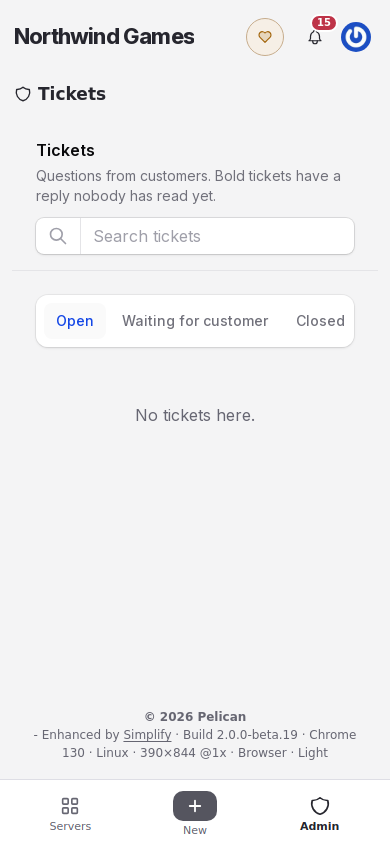 Northwind Games
15
Tickets
Tickets
Questions from customers. Bold tickets have a
reply nobody has read yet.
Search tickets
Open Waiting for customer Closed
No tickets here.
© 2026 Pelican
- Enhanced by Simplify · Build 2.0.0-beta.19 · Chrome
130 · Linux · 390×844 @1x · Browser · Light
Servers New Admin